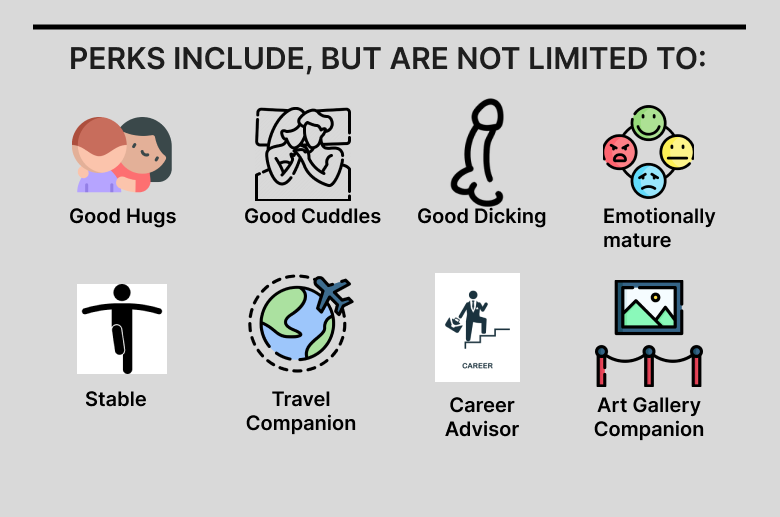 PERKS INCLUDE, BUT ARE NOT LIMITED TO:
Good Hugs
Good Cuddles
Good Dicking
Emotionally
mature
Stable
Travel
Companion
CAREER
Career
Advisor
Art Gallery
Companion